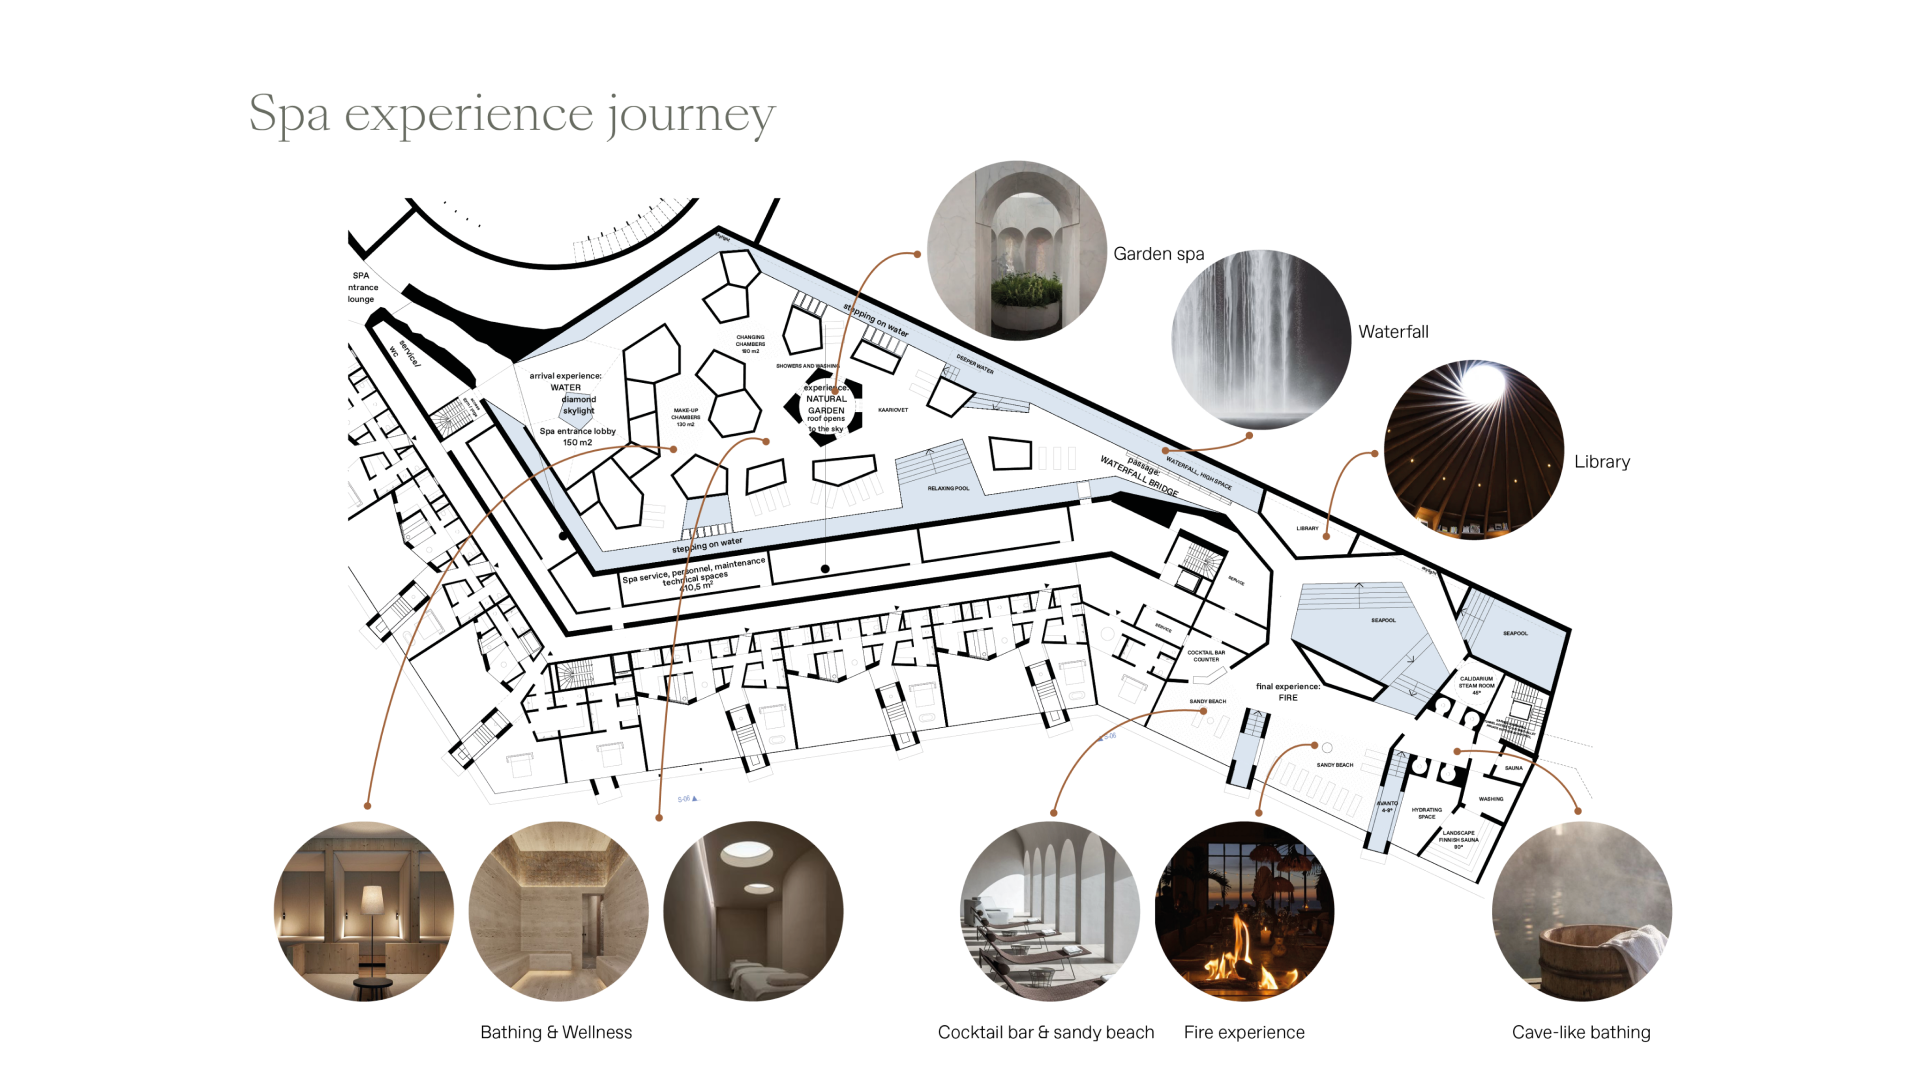 Spa experience journey
Garden spa
Waterfall
Library
SPA
ntrance
lounge
service/
WC
skylight
stepping on water
DEEPER WATER
CHANGING
CHAMBERS
180 m2
SHOWERS AND WASHING
arrival experience:
WATER
diamond
skylight
Spa entrance lobby
150 m2
MAKE-UP
CHAMBERS
130 m2
experience:
NATURAL
GARDEN
roof opens
to the sky
KAARIOVET
RELAXING POOL
passage:
WATERFALL BRIDGE
WATERFALL, HIGH SPACE
LIBRARY
skylight
stepping on water
Spa service, personnel, maintenance
technical spaces
410,5 m²
SERVICE
SERVICE
COCKTAIL BAR
COUNTER
SEAPOOL
SEAPOOL
CALIDARIUM
STEAM ROOM
45°
final experience:
FIRE
SANDY BEACH
SANDY BEACH
SAUNA
WASHING
AVANTO
4-8°
HYDRATING
SPACE
LANDSCAPE
FINNISH SAUNA
80°
S-06
S-06
Bathing & Wellness
Cocktail bar & sandy beach
Fire experience
Cave-like bathing